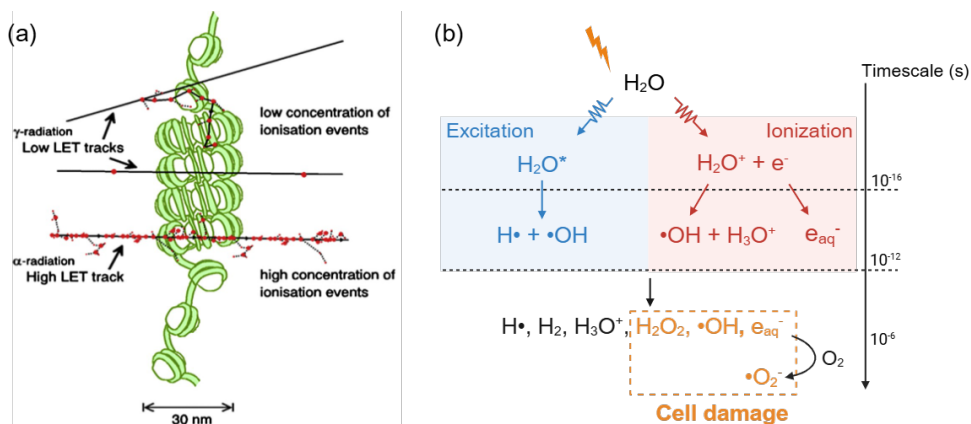 (a)
low concentration of
ionisation events
γ-radiation
Low LET tracks
α-radiation
High LET track
high concentration of
ionisation events
30 nm
(b)
H₂O
Timescale (s)
Excitation
Ionization
H₂O*
H₂O⁺ + e⁻
10⁻¹⁶
H• + •OH
•OH + H₃O⁺
eaq⁻
10⁻¹²
H•, H₂, H₃O⁺, H₂O₂, •OH, eaq⁻
10⁻⁶
O₂
•O₂⁻
Cell damage